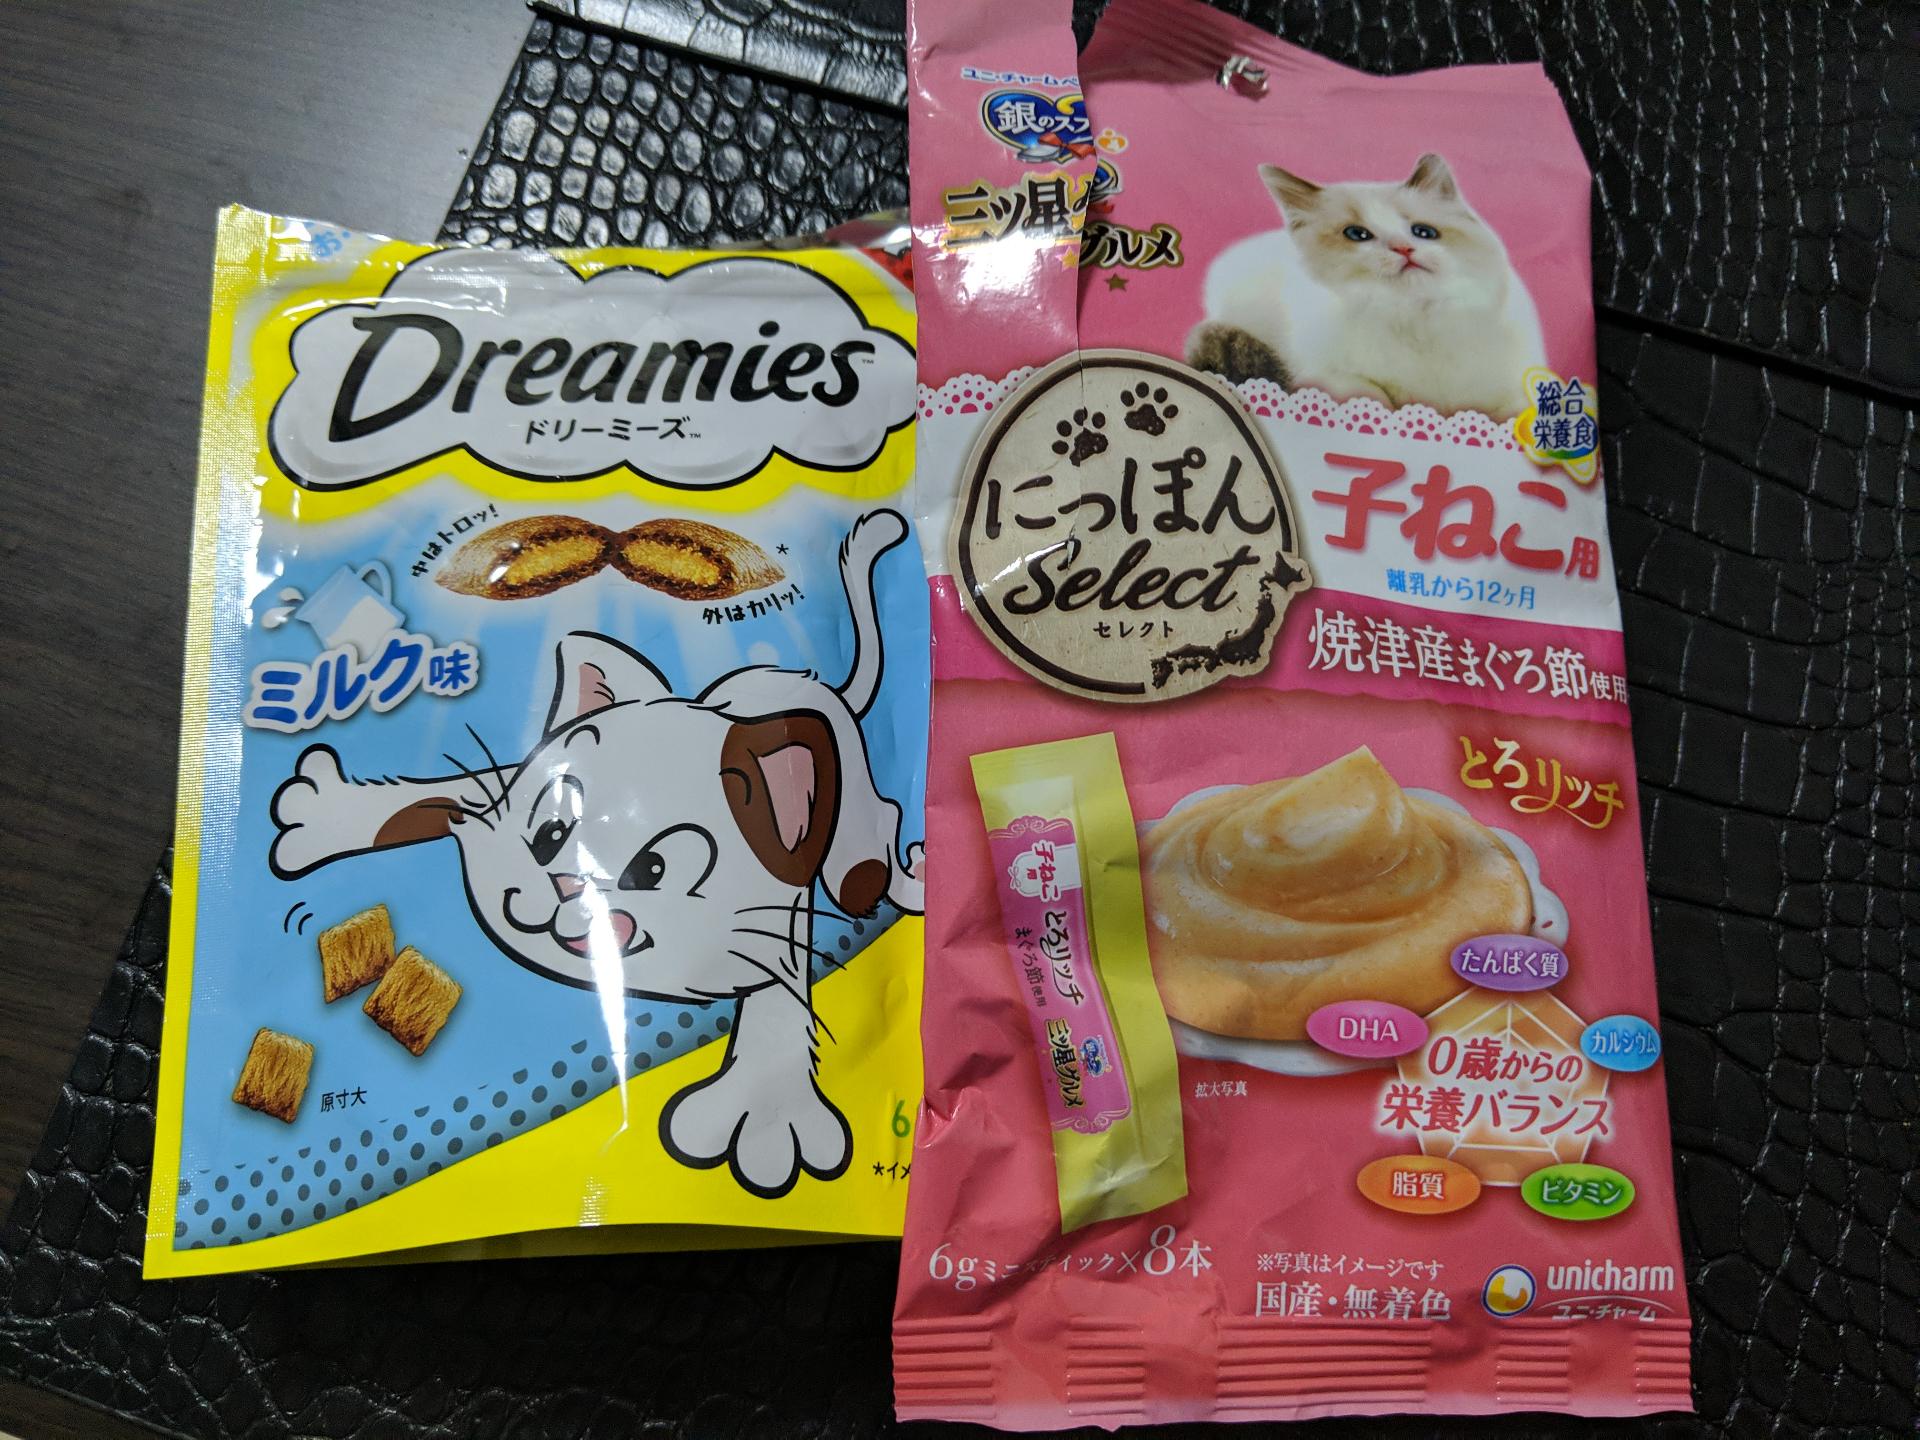 Dreamies™
ドリーミーズ™
中はトロッ！
*
外はカリッ！
ミルク味
原寸大
6
*イメ
ユニ・チャームペ
銀のスプ
三ツ星
グルメ
にっぽん
Select
セレクト
総合
栄養食
子ねこ用
離乳から12ヶ月
焼津産まぐろ節使用
とろリッチ
子ねこ用
とろリッチ
まぐろ節使用
三ツ星グルメ
拡大写真
たんぱく質
DHA
カルシウム
0歳からの
栄養バランス
脂質
ビタミン
6gミニスティック×8本
※写真はイメージです
国産・無着色
unicharm
ユニ・チャーム